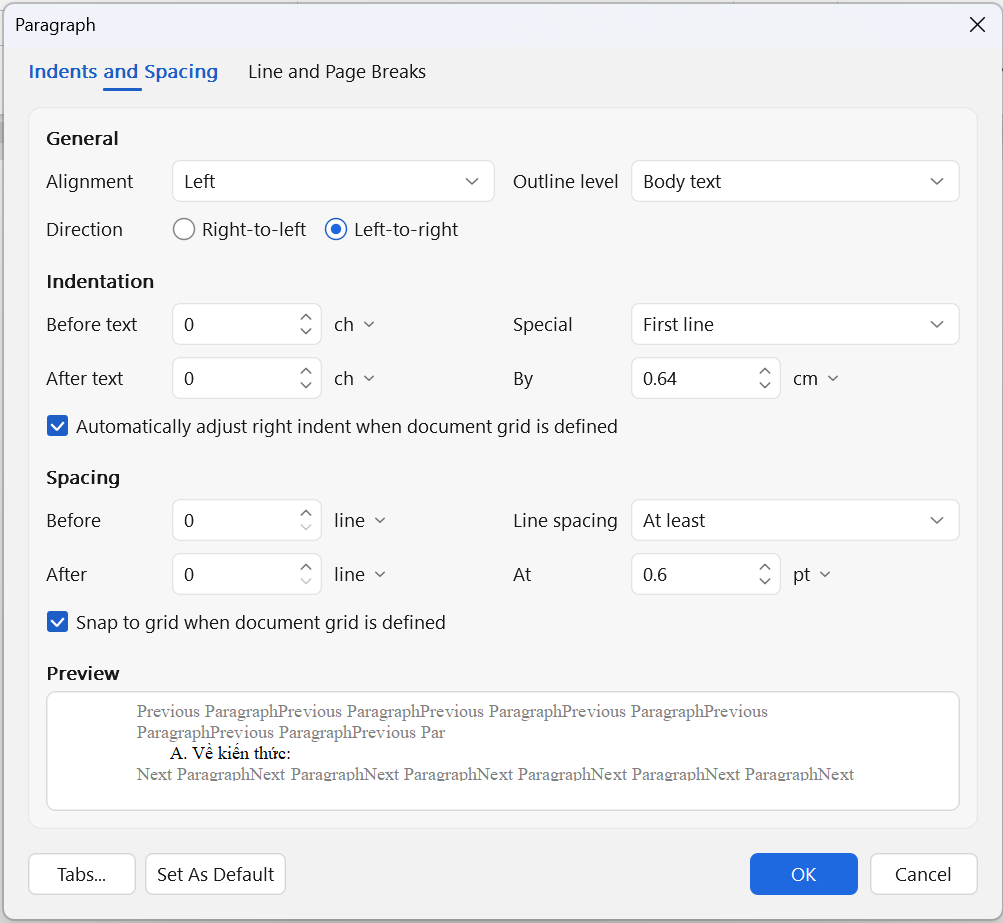 Paragraph
Indents and Spacing Line and Page Breaks
General
Alignment Left Outline level Body text
Direction Right-to-left Left-to-right
Indentation
Before text 0 ch Special First line
After text 0 ch By 0.64 cm
Automatically adjust right indent when document grid is defined
Spacing
Before 0 line Line spacing At least
After 0 line At 0.6 pt
Snap to grid when document grid is defined
Preview
Previous ParagraphPrevious ParagraphPrevious ParagraphPrevious ParagraphPrevious
ParagraphPrevious ParagraphPrevious Par
A. Về kiến thức:
Next ParagraphNext ParagraphNext ParagraphNext ParagraphNext ParagraphNext ParagraphNext
Tabs... Set As Default OK Cancel